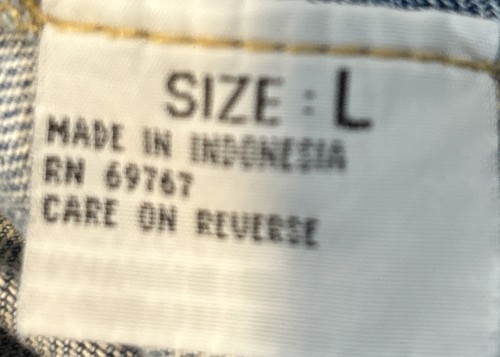 SIZE : L
MADE IN INDONESIA
RN 69767
CARE ON REVERSE